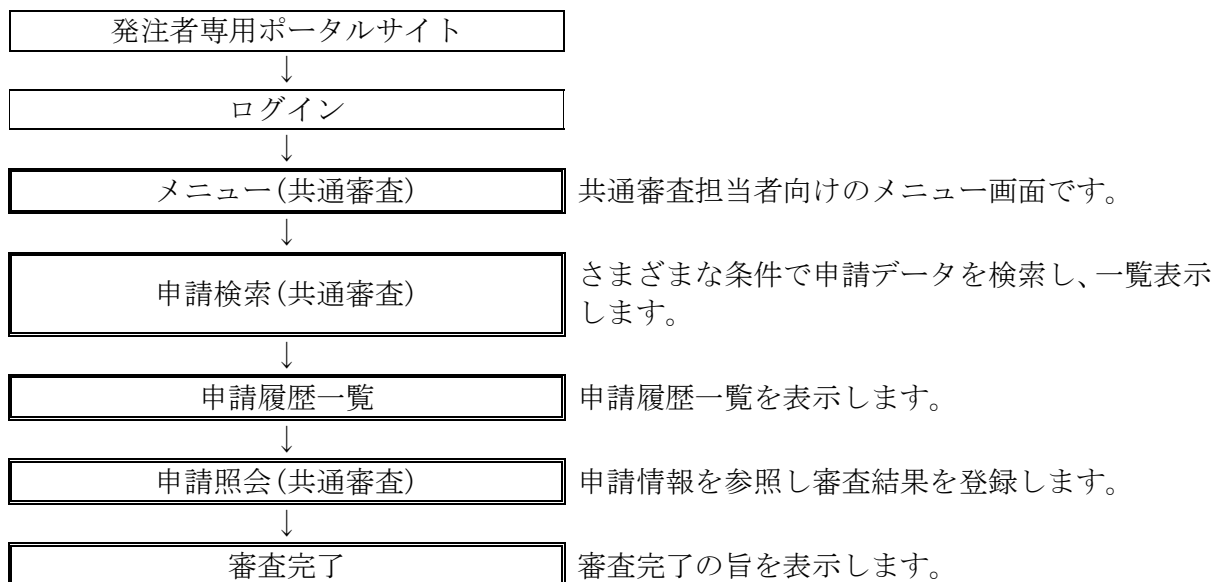 発注者専用ポータルサイト
↓
ログイン
↓
メニュー(共通審査)
共通審査担当者向けのメニュー画面です。
↓
申請検索(共通審査)
さまざまな条件で申請データを検索し、一覧表示
します。
↓
申請履歴一覧
申請履歴一覧を表示します。
↓
申請照会(共通審査)
申請情報を参照し審査結果を登録します。
↓
審査完了
審査完了の旨を表示します。